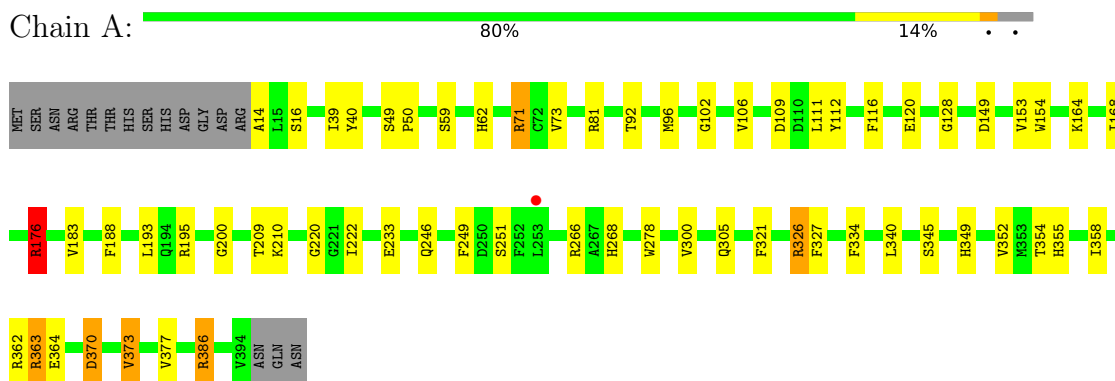 Chain A:
80% 14% • •
MET SER ASN ARG THR THR HIS SER HIS ASP GLY ASP ARG A14 L15 S16 I39 Y40 S49 P50 S59 H62 R71 C72 V73 R81 T92 M96 G102 V106 D109 D110 L111 Y112 F116 E120 G128 D149 V153 W154 K164
R176 V183 F188 L193 Q194 R195 G200 T209 K210 G220 G221 I222 E233 Q246 F249 D250 S251 F252 L253 R266 A267 H268 W278 V300 Q305 F321 R326 F327 F334 L340 S345 H349 V352 M353 T354 H355 I358
R362 R363 E364 D370 V373 V377 R386 V394 ASN GLN ASN